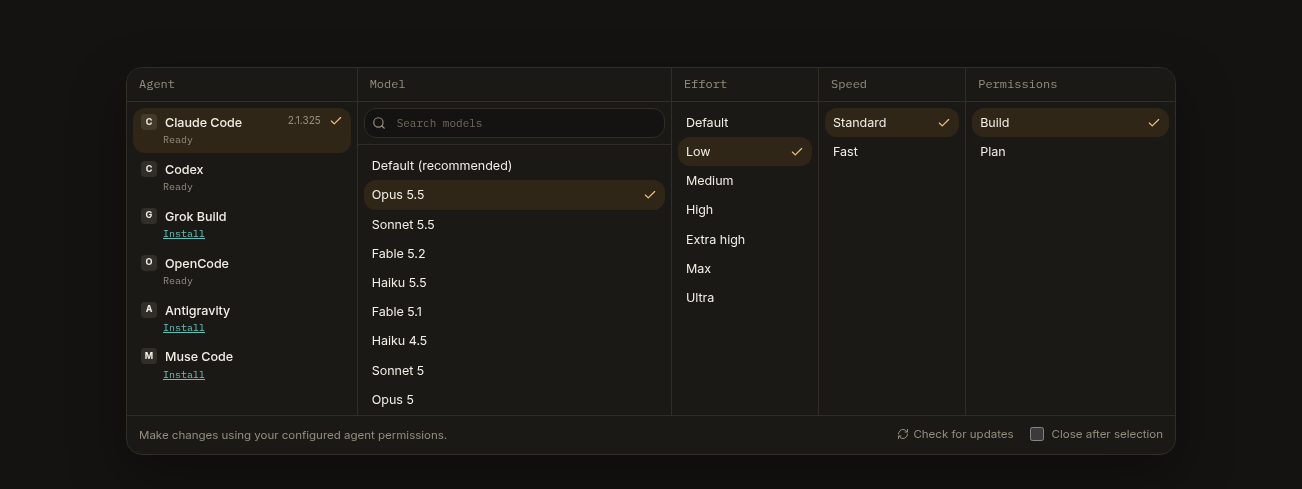 Agent
C Claude Code 2.1.325
Ready
C Codex
Ready
G Grok Build
Install
O OpenCode
Ready
A Antigravity
Install
M Muse Code
Install
Model
Search models
Default (recommended)
Opus 5.5
Sonnet 5.5
Fable 5.2
Haiku 5.5
Fable 5.1
Haiku 4.5
Sonnet 5
Opus 5
Effort
Default
Low
Medium
High
Extra high
Max
Ultra
Speed
Standard
Fast
Permissions
Build
Plan
Make changes using your configured agent permissions.
Check for updates
Close after selection